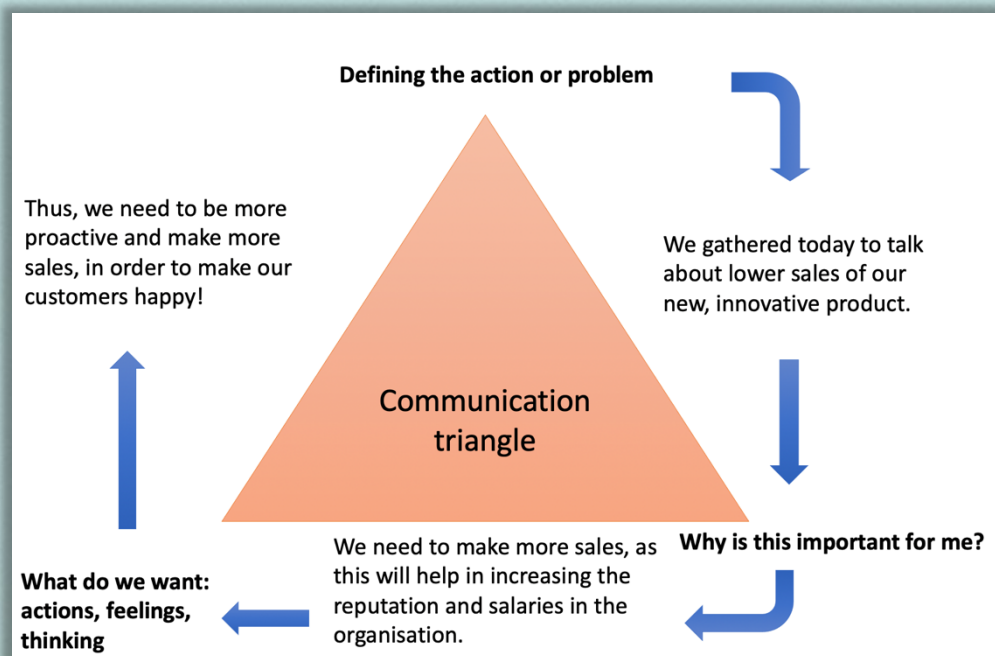 Defining the action or problem
We gathered today to talk
about lower sales of our
new, innovative product.
Why is this important for me?
We need to make more sales, as
this will help in increasing the
reputation and salaries in the
organisation.
What do we want:
actions, feelings,
thinking
Thus, we need to be more
proactive and make more
sales, in order to make our
customers happy!
Communication
triangle